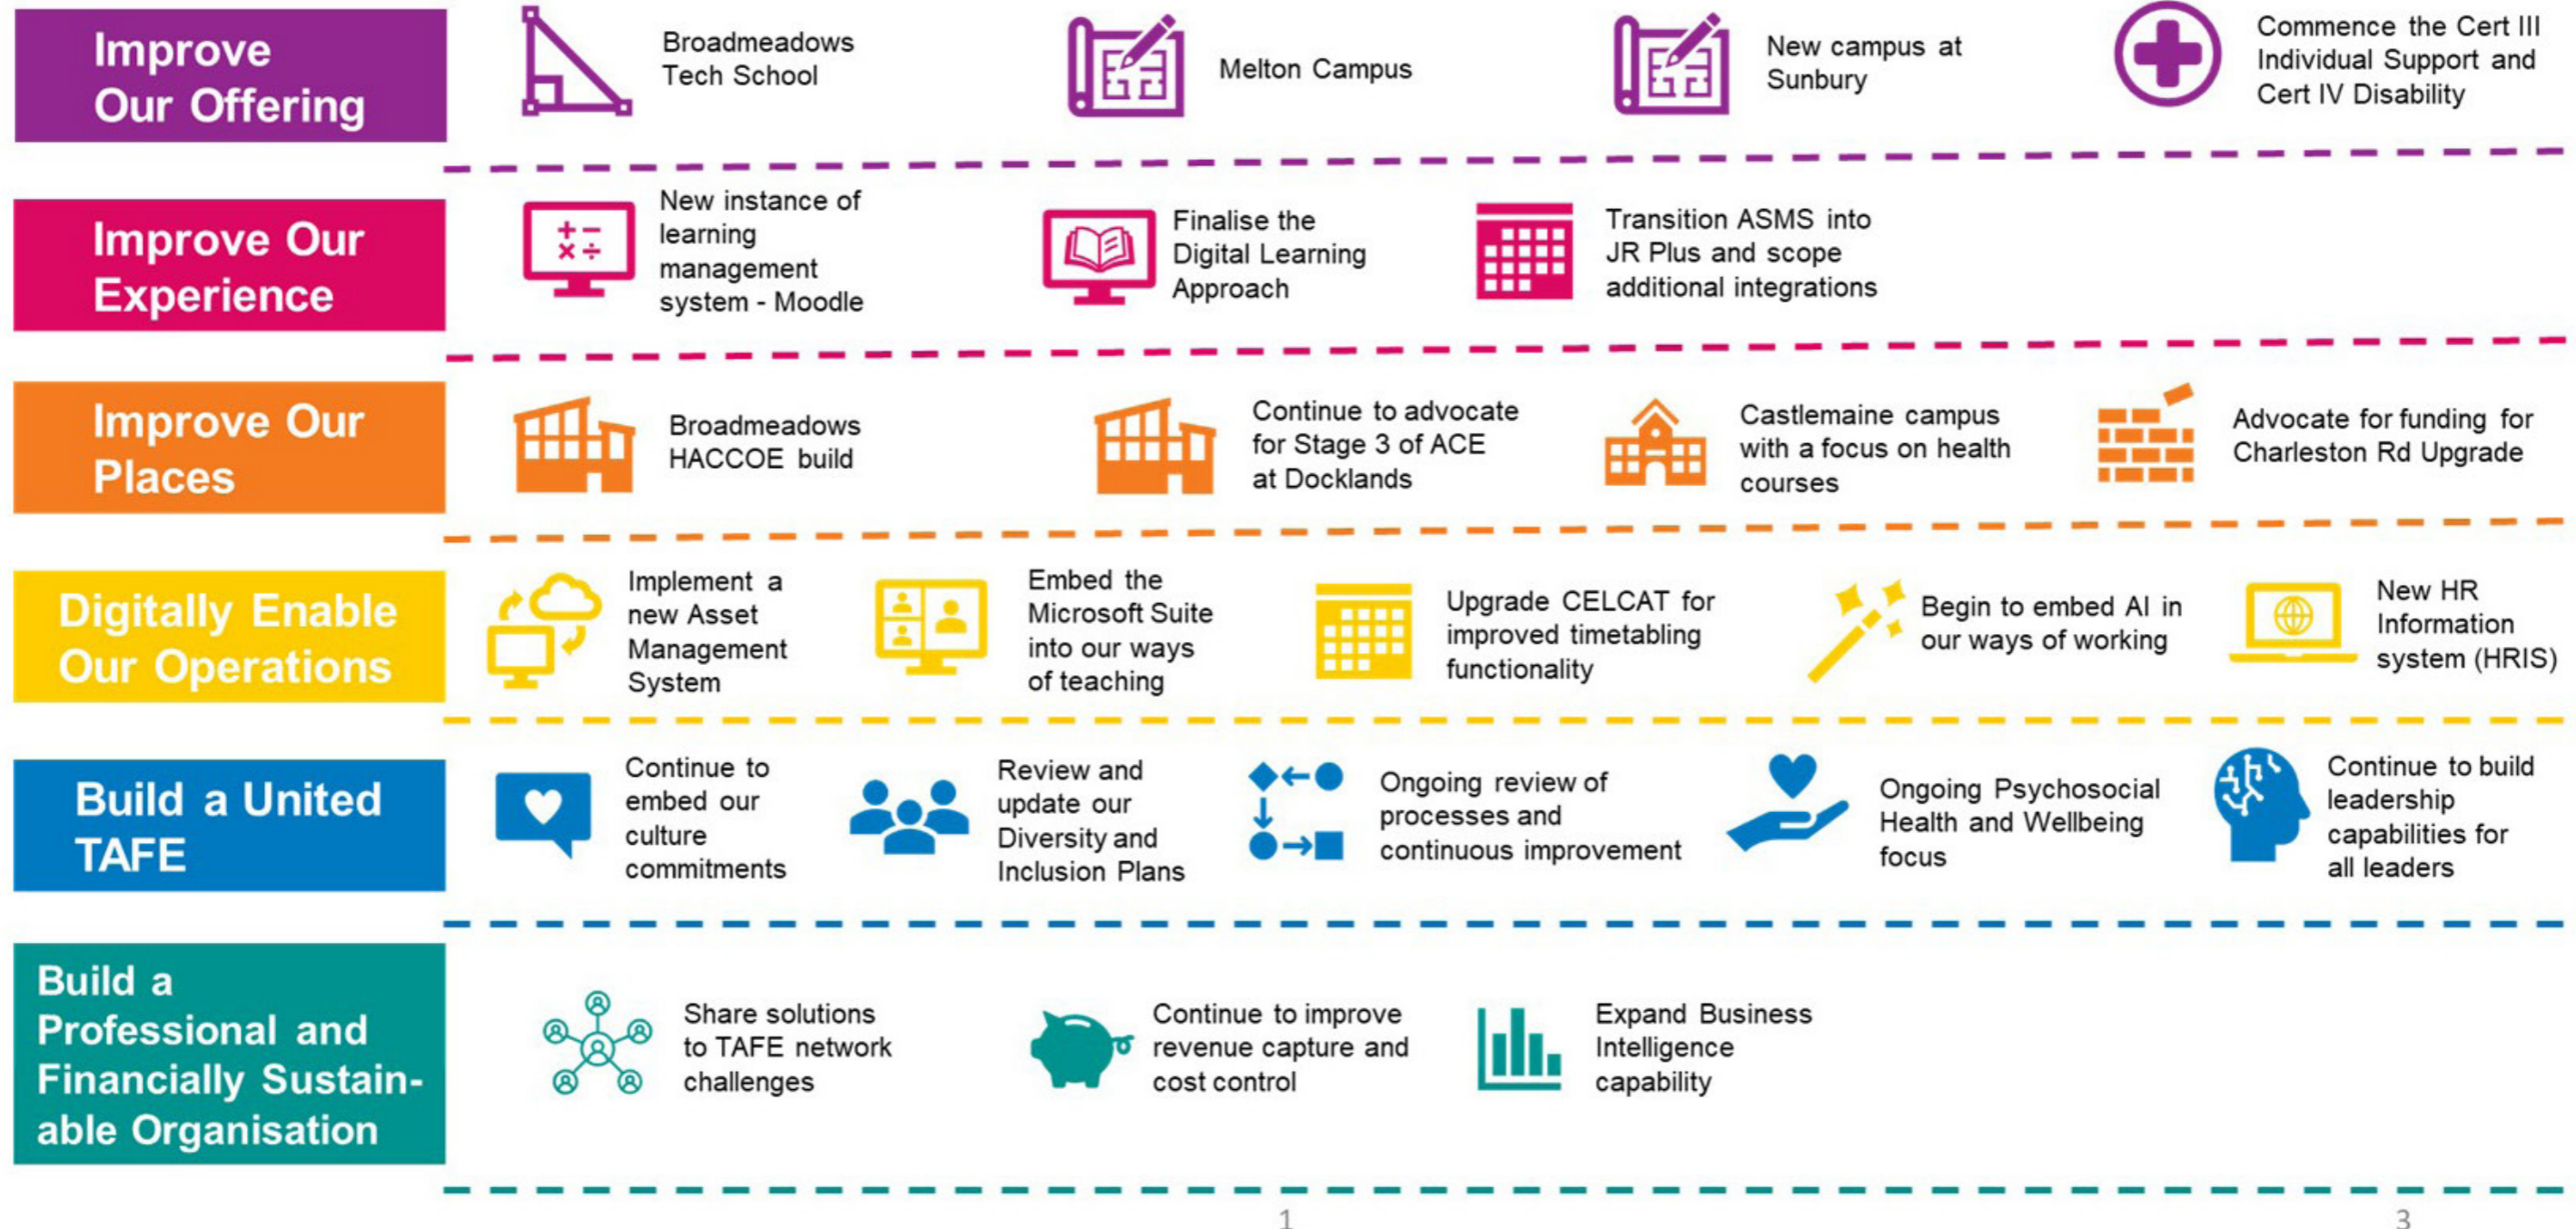 Improve
Our Offering
Broadmeadows
Tech School
Melton Campus
New campus at
Sunbury
Commence the Cert III
Individual Support and
Cert IV Disability
Improve Our
Experience
New instance of
learning
management
system - Moodle
Finalise the
Digital Learning
Approach
Transition ASMS into
JR Plus and scope
additional integrations
Improve Our
Places
Broadmeadows
HACCOE build
Continue to advocate
for Stage 3 of ACE
at Docklands
Castlemaine campus
with a focus on health
courses
Advocate for funding for
Charleston Rd Upgrade
Digitally Enable
Our Operations
Implement a
new Asset
Management
System
Embed the
Microsoft Suite
into our ways
of teaching
Upgrade CELCAT for
improved timetabling
functionality
Begin to embed AI in
our ways of working
New HR
Information
system (HRIS)
Build a United
TAFE
Continue to
embed our
culture
commitments
Review and
update our
Diversity and
Inclusion Plans
Ongoing review of
processes and
continuous improvement
Ongoing Psychosocial
Health and Wellbeing
focus
Continue to build
leadership
capabilities for
all leaders
Build a
Professional and
Financially Sustain-
able Organisation
Share solutions
to TAFE network
challenges
Continue to improve
revenue capture and
cost control
Expand Business
Intelligence
capability
1
3